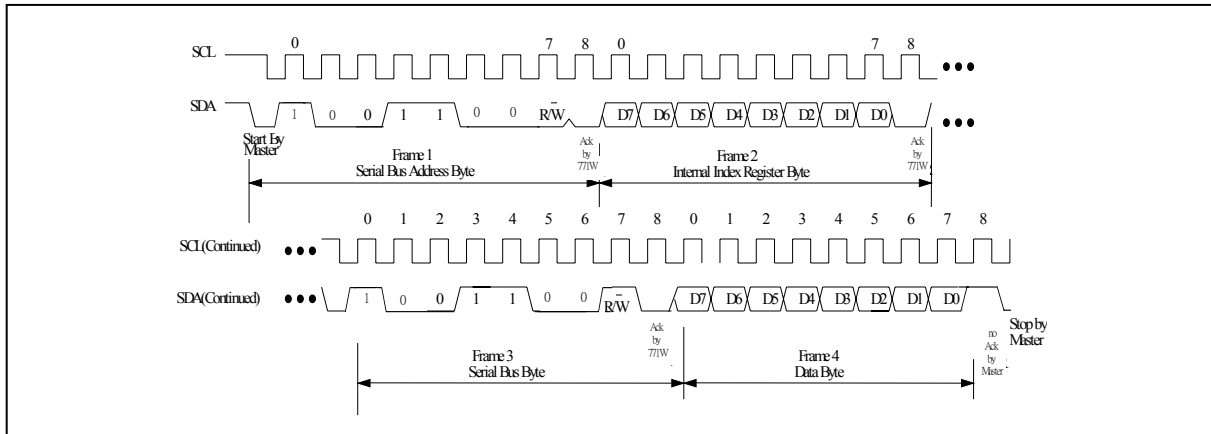 0 7 8 0 7 8
SCL
SDA
1 0 0 1 1 0 0 R/W D7 D6 D5 D4 D3 D2 D1 D0
Start By
Master
Ack
by
771W
Ack
by
771W
Frame 1
Serial Bus Address Byte
Frame 2
Internal Index Register Byte
0 1 2 3 4 5 6 7 8 0 1 2 3 4 5 6 7 8
SCL(Continued)
SDA(Continued)
1 0 0 1 1 0 0 R/W D7 D6 D5 D4 D3 D2 D1 D0
Ack
by
771W
no
Ack
by
Master
Stop by
Master
Frame 3
Serial Bus Byte
Frame 4
Data Byte